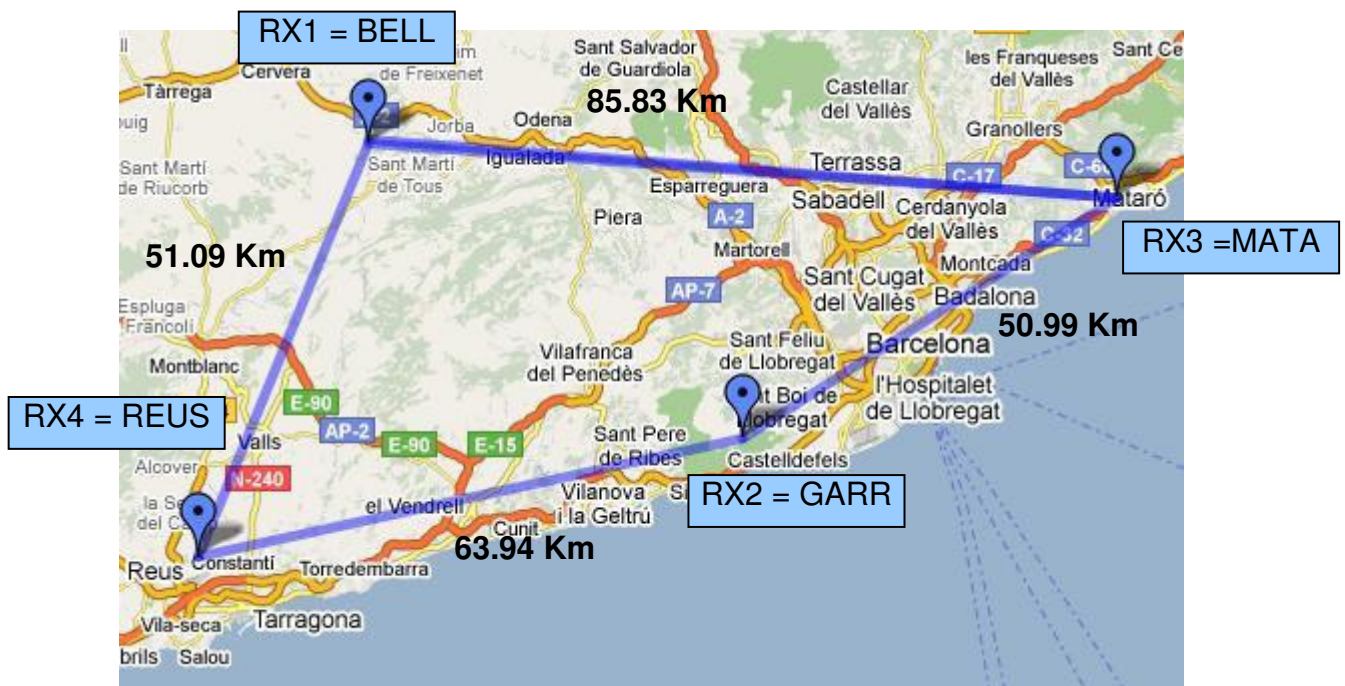 RX1 = BELL
Sant Salvador
de Guardiola
les Franqueses
del Vallès
Sant Ce
Cervera
de Freixenet
Tàrrega
85.83 Km
Castellar
del Vallès
Jorba
Odena
Granollers
Sant Martí
de Riucorb
Sant Martí
de Tous
Igualada
Terrassa
C-17
Esparreguera
Sabadell
Mataró
Cerdanyola
del Vallès
Piera
A-2
C-32
RX3 =MATA
51.09 Km
Martorell
Montcada
Sant Cugat
del Vallès
AP-7
Badalona
Espluga
Francolí
50.99 Km
Sant Feliu
de Llobregat
Barcelona
Montblanc
Vilafranca
del Penedès
l'Hospitalet
de Llobregat
RX4 = REUS
E-90
nt Boi de
Llobregat
AP-2
E-90
E-15
Sant Pere
de Ribes
Valls
Castelldefels
Alcover
N-240
RX2 = GARR
el Vendrell
Vilanova
i la Geltrú
Cunit
63.94 Km
Reus
Constantí
Torredembarra
Vila-seca
Tarragona
brils
Salou